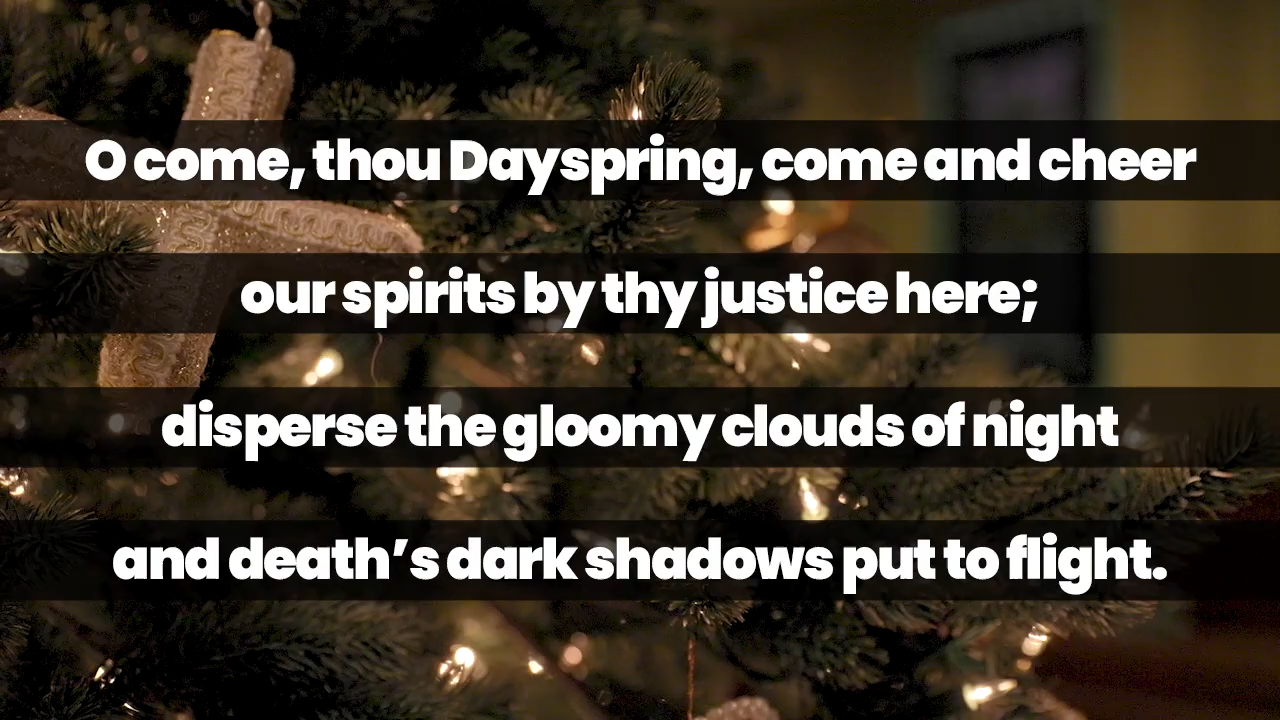 O come, thou Dayspring, come and cheer
our spirits by thy justice here;
disperse the gloomy clouds of night
and death’s dark shadows put to flight.